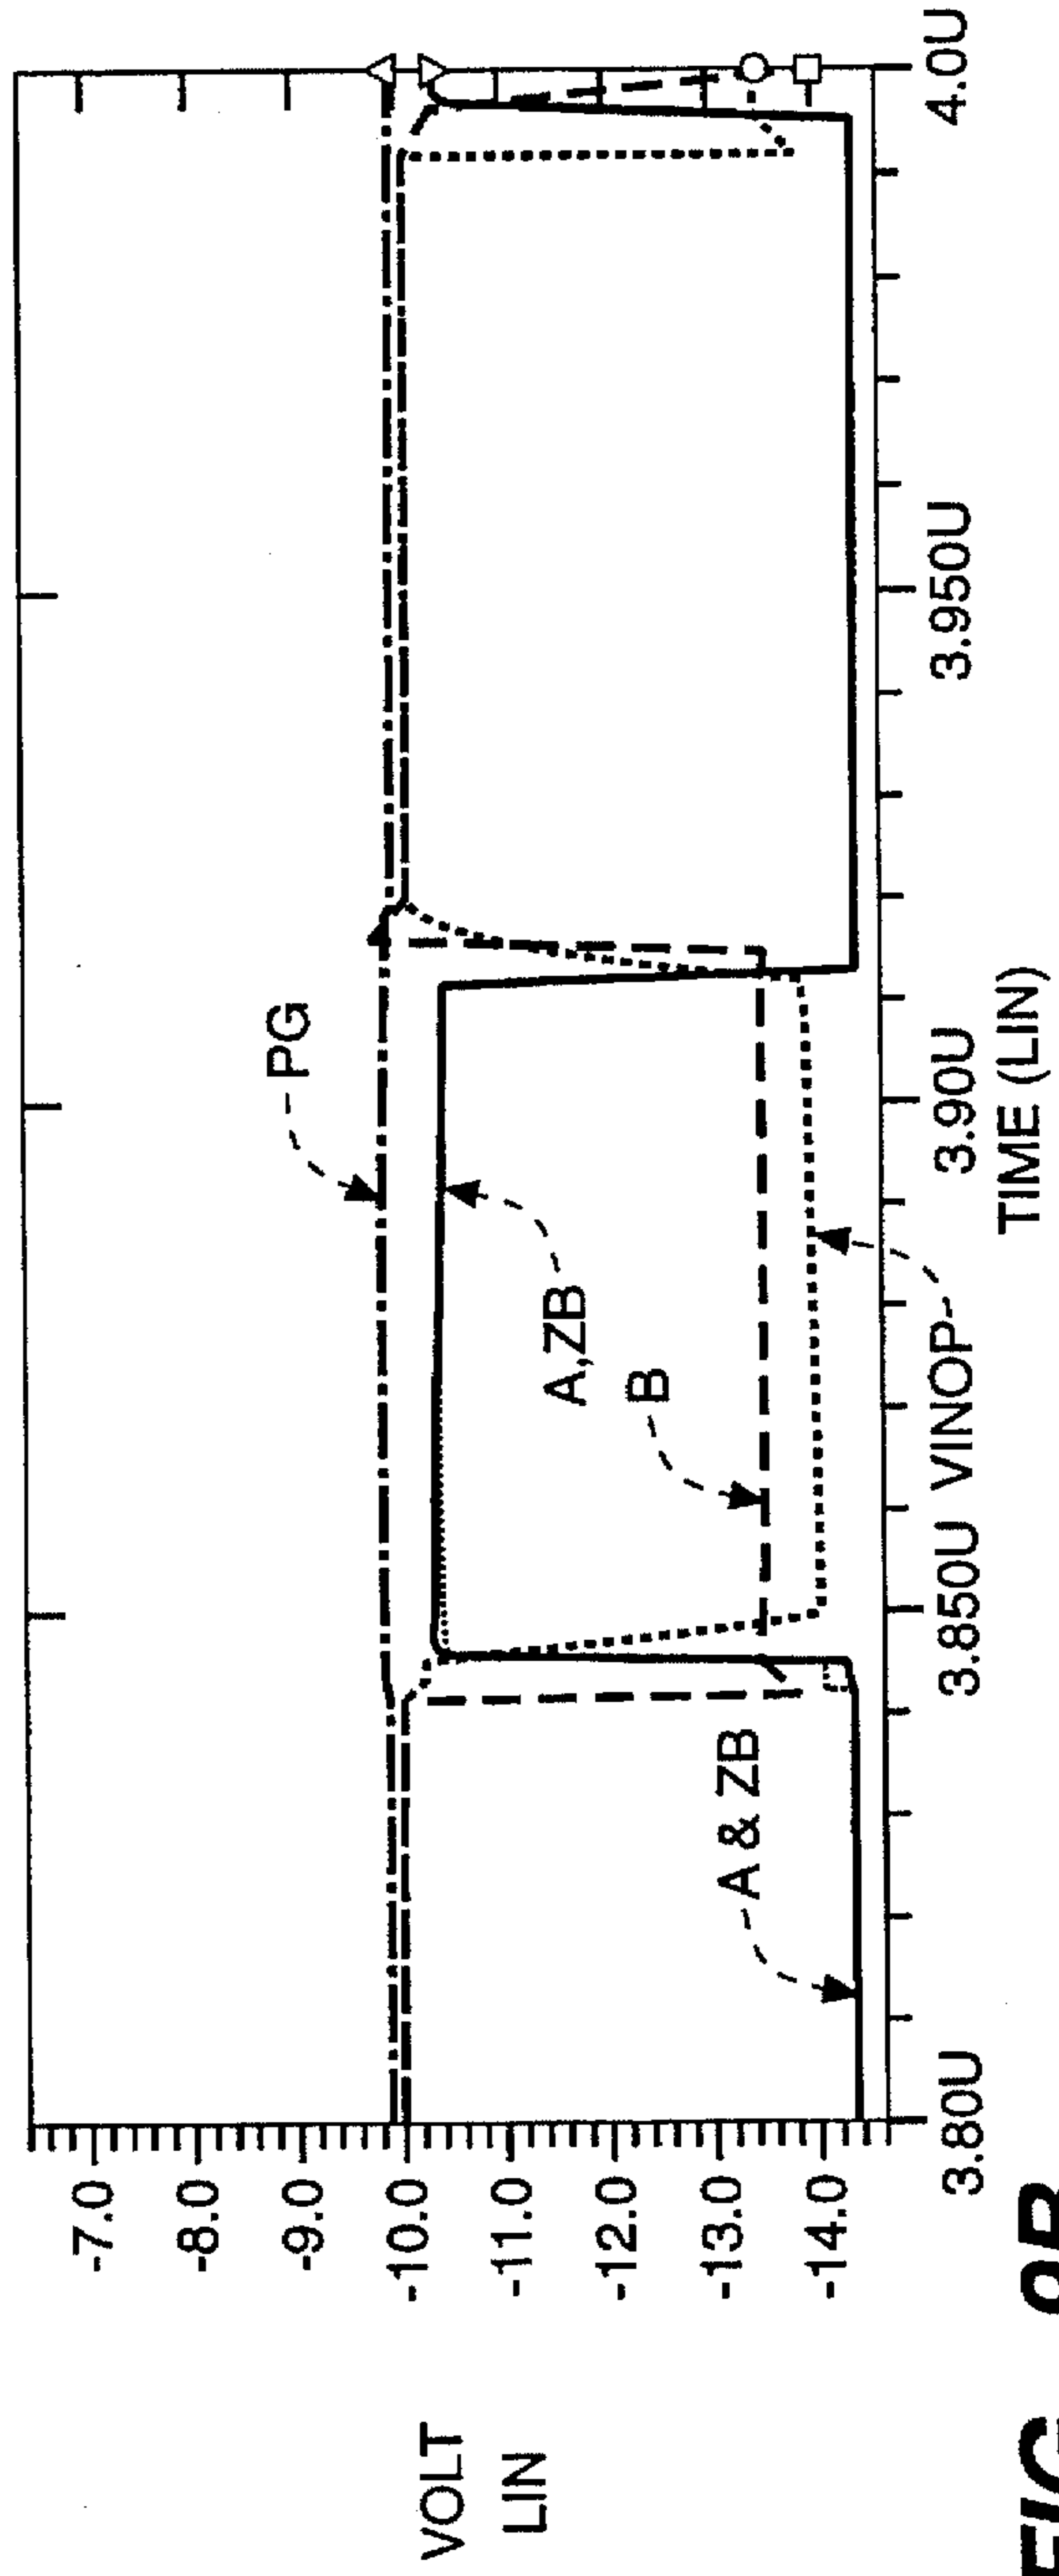 VOLT
LIN
-7.0
-8.0
-9.0
-10.0
-11.0
-12.0
-13.0
-14.0
PG
A,ZB
B
A & ZB
VINOP
3.80U
3.850U
3.90U
3.950U
4.0U
TIME (LIN)